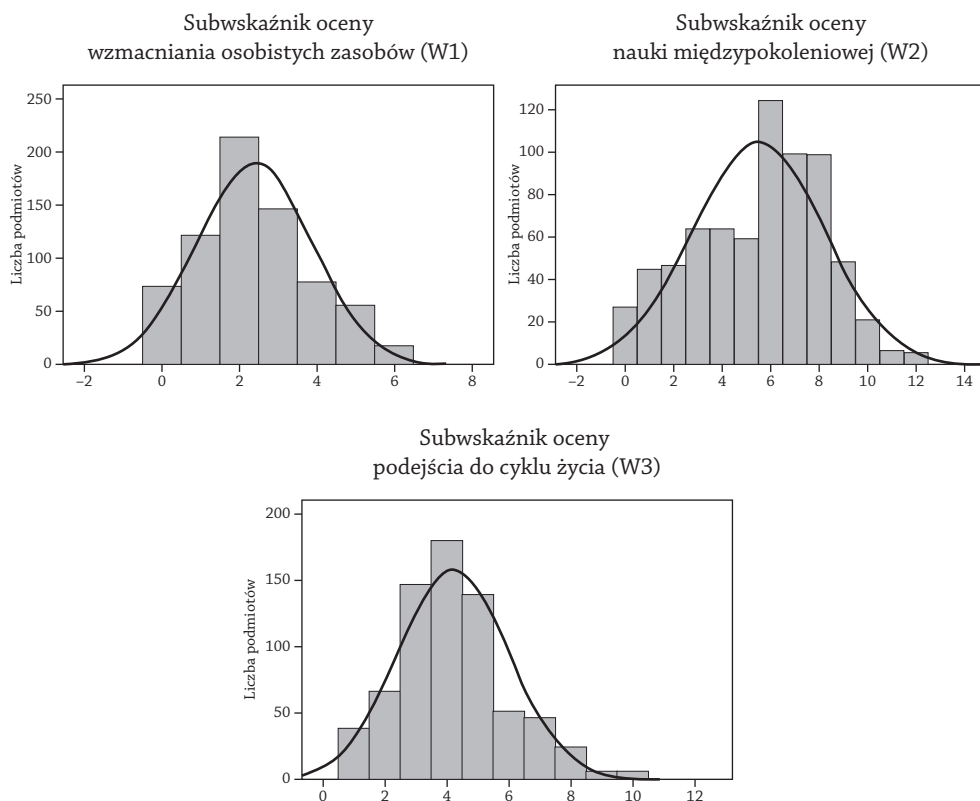 Subwskaźnik oceny
wzmacniania osobistych zasobów (W1)
Liczba podmiotów
250
200
150
100
50
0
–2 0 2 4 6 8
Subwskaźnik oceny
nauki międzypokoleniowej (W2)
Liczba podmiotów
120
100
80
60
40
20
0
–2 0 2 4 6 8 10 12 14
Subwskaźnik oceny
podejścia do cyklu życia (W3)
Liczba podmiotów
200
150
100
50
0
0 2 4 6 8 10 12